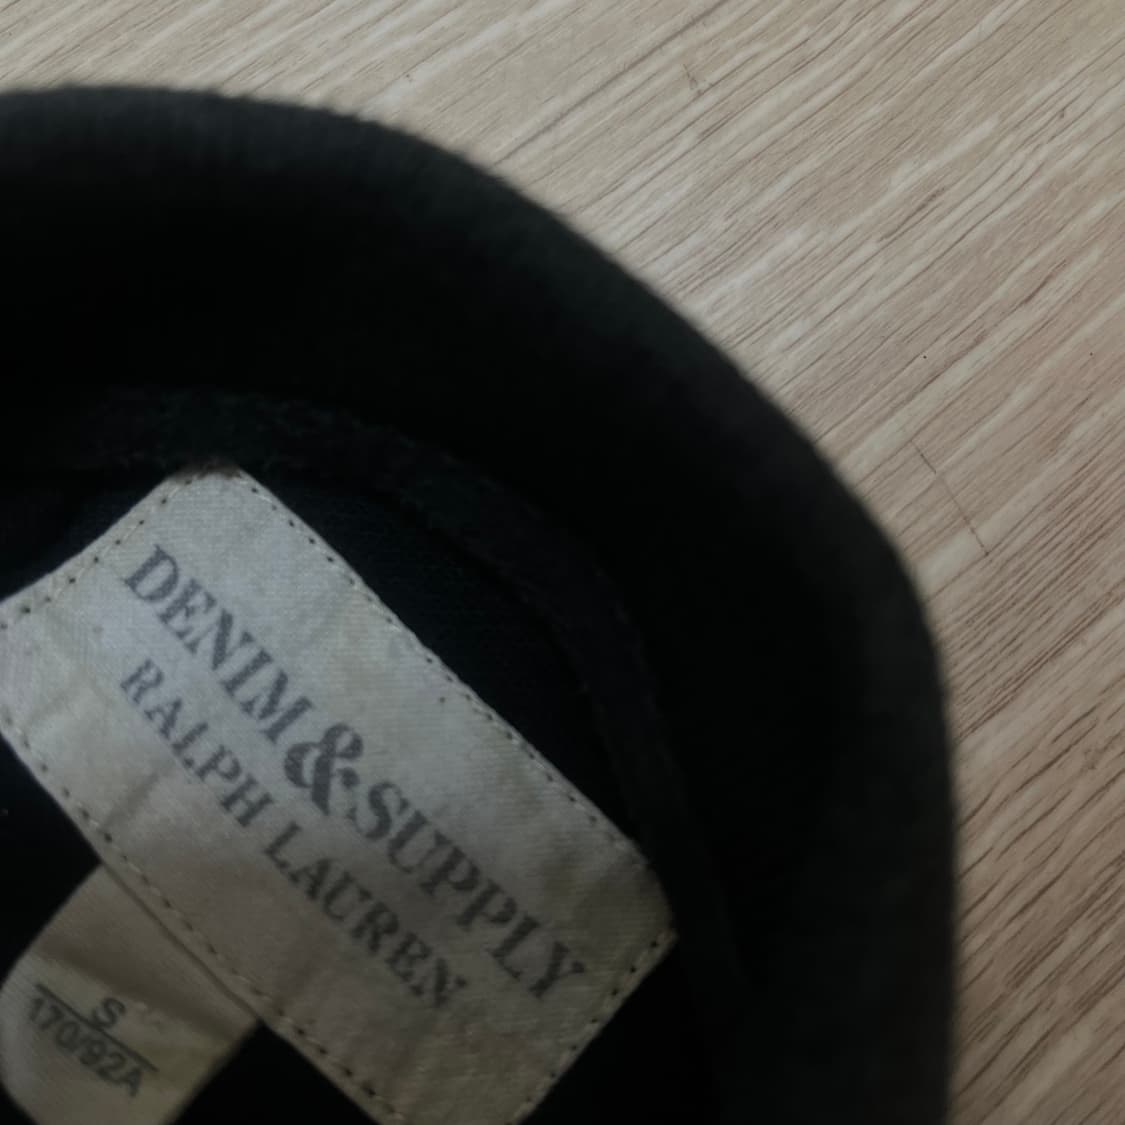 DENIM & SUPPLY
RALPH LAUREN
S
170/92A